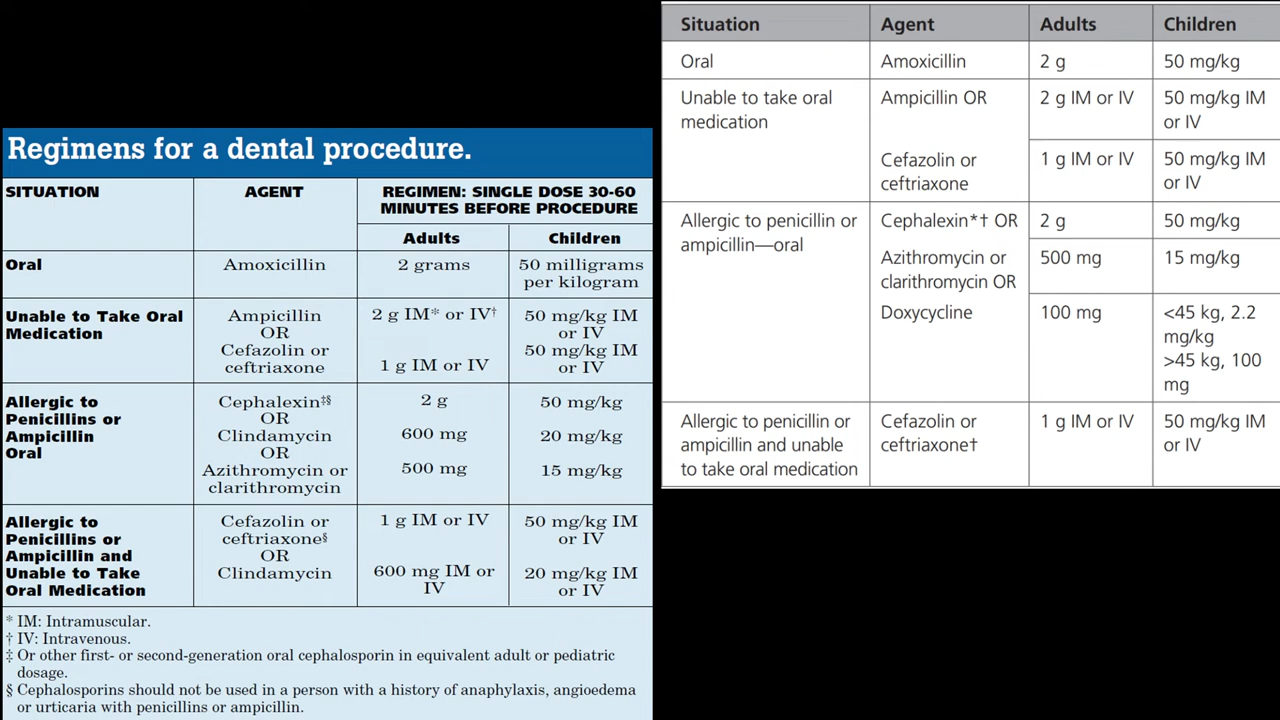 Regimens for a dental procedure.
SITUATION
AGENT
REGIMEN: SINGLE DOSE 30-60
MINUTES BEFORE PROCEDURE
Adults
Children
Oral
Amoxicillin
2 grams
50 milligrams
per kilogram
Unable to Take Oral
Medication
Ampicillin
OR
Cefazolin or
ceftriaxone
2 g IM* or IV†
1 g IM or IV
50 mg/kg IM
or IV
50 mg/kg IM
or IV
Allergic to
Penicillins or
Ampicillin
Oral
Cephalexin‡§
OR
Clindamycin
OR
Azithromycin or
clarithromycin
2 g
600 mg
500 mg
50 mg/kg
20 mg/kg
15 mg/kg
Allergic to
Penicillins or
Ampicillin and
Unable to Take
Oral Medication
Cefazolin or
ceftriaxone§
OR
Clindamycin
1 g IM or IV
600 mg IM or
IV
50 mg/kg IM
or IV
20 mg/kg IM
or IV
* IM: Intramuscular.
† IV: Intravenous.
‡ Or other first- or second-generation oral cephalosporin in equivalent adult or pediatric
dosage.
§ Cephalosporins should not be used in a person with a history of anaphylaxis, angioedema
or urticaria with penicillins or ampicillin.
Situation
Agent
Adults
Children
Oral
Amoxicillin
2 g
50 mg/kg
Unable to take oral
medication
Ampicillin OR
2 g IM or IV
50 mg/kg IM
or IV
Cefazolin or
ceftriaxone
1 g IM or IV
50 mg/kg IM
or IV
Allergic to penicillin or
ampicillin—oral
Cephalexin*† OR
2 g
50 mg/kg
Azithromycin or
clarithromycin OR
500 mg
15 mg/kg
Doxycycline
100 mg
<45 kg, 2.2
mg/kg
>45 kg, 100
mg
Allergic to penicillin or
ampicillin and unable
to take oral medication
Cefazolin or
ceftriaxone†
1 g IM or IV
50 mg/kg IM
or IV